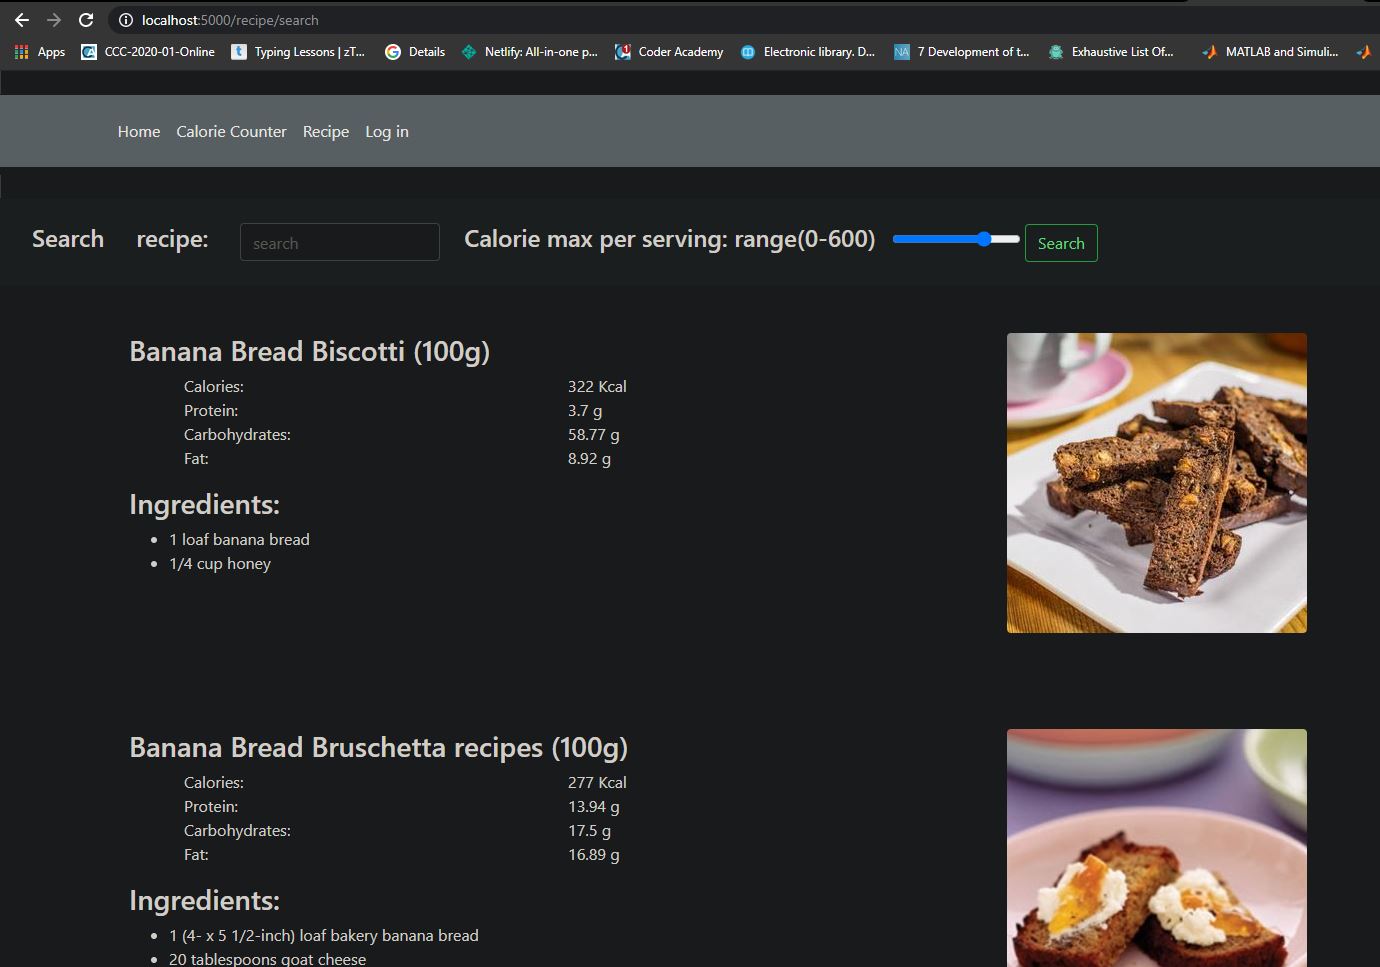 localhost:5000/recipe/search
Apps CCC-2020-01-Online Typing Lessons | zT... Details Netlify: All-in-one p... Coder Academy Electronic library. D... NA 7 Development of t... Exhaustive List Of... MATLAB and Simuli...
Home Calorie Counter Recipe Log in
Search recipe: search Calorie max per serving: range(0-600) Search
Banana Bread Biscotti (100g)
Calories: 322 Kcal
Protein: 3.7 g
Carbohydrates: 58.77 g
Fat: 8.92 g
Ingredients:
1 loaf banana bread
1/4 cup honey
Banana Bread Bruschetta recipes (100g)
Calories: 277 Kcal
Protein: 13.94 g
Carbohydrates: 17.5 g
Fat: 16.89 g
Ingredients:
1 (4- x 5 1/2-inch) loaf bakery banana bread
20 tablespoons goat cheese